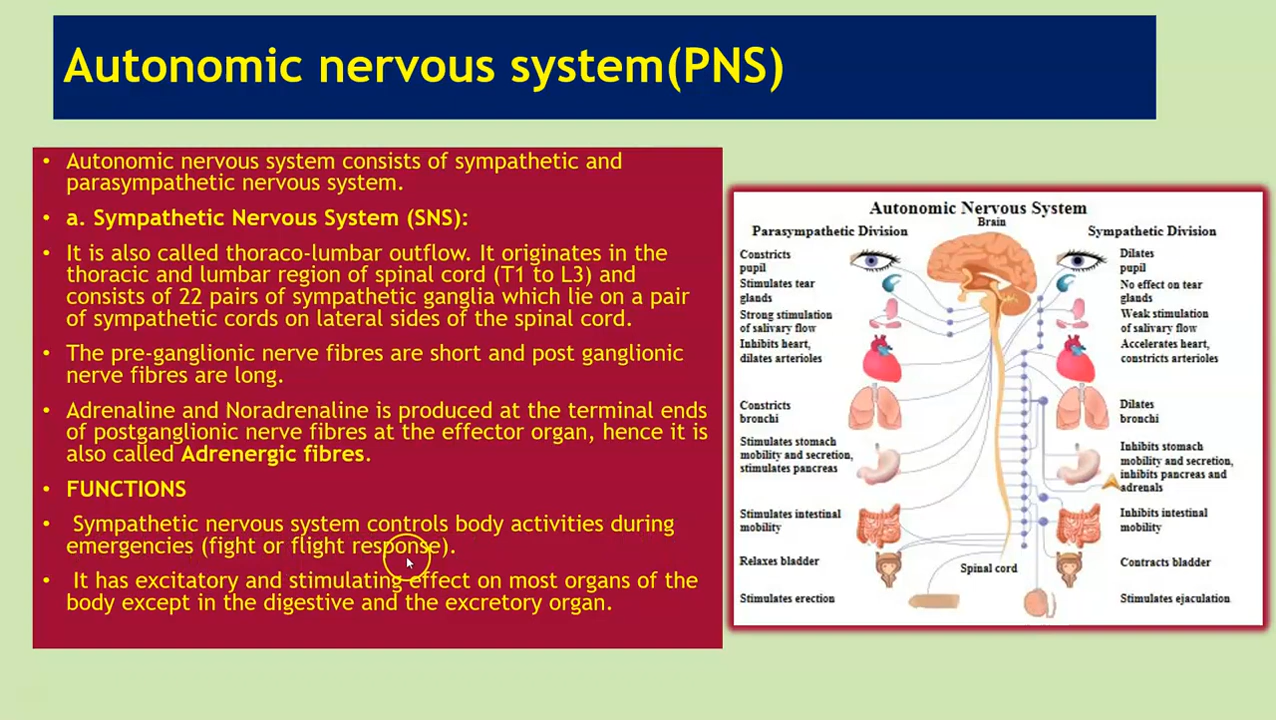 Autonomic nervous system(PNS)
• Autonomic nervous system consists of sympathetic and
parasympathetic nervous system.
• a. Sympathetic Nervous System (SNS):
• It is also called thoraco-lumbar outflow. It originates in the
thoracic and lumbar region of spinal cord (T1 to L3) and
consists of 22 pairs of sympathetic ganglia which lie on a pair
of sympathetic cords on lateral sides of the spinal cord.
• The pre-ganglionic nerve fibres are short and post ganglionic
nerve fibres are long.
• Adrenaline and Noradrenaline is produced at the terminal ends
of postganglionic nerve fibres at the effector organ, hence it is
also called Adrenergic fibres.
• FUNCTIONS
• Sympathetic nervous system controls body activities during
emergencies (fight or flight response).
• It has excitatory and stimulating effect on most organs of the
body except in the digestive and the excretory organ.
Autonomic Nervous System
Brain
Parasympathetic Division
Constricts
pupil
Stimulates tear
glands
Strong stimulation
of salivary flow
Inhibits heart,
dilates arterioles
Constricts
bronchi
Stimulates stomach
mobility and secretion,
stimulates pancreas
Stimulates intestinal
mobility
Relaxes bladder
Stimulates erection
Spinal cord
Sympathetic Division
Dilates
pupil
No effect on tear
glands
Weak stimulation
of salivary flow
Accelerates heart,
constricts arterioles
Dilates
bronchi
Inhibits stomach
mobility and secretion,
inhibits pancreas and
adrenals
Inhibits intestinal
mobility
Contracts bladder
Stimulates ejaculation